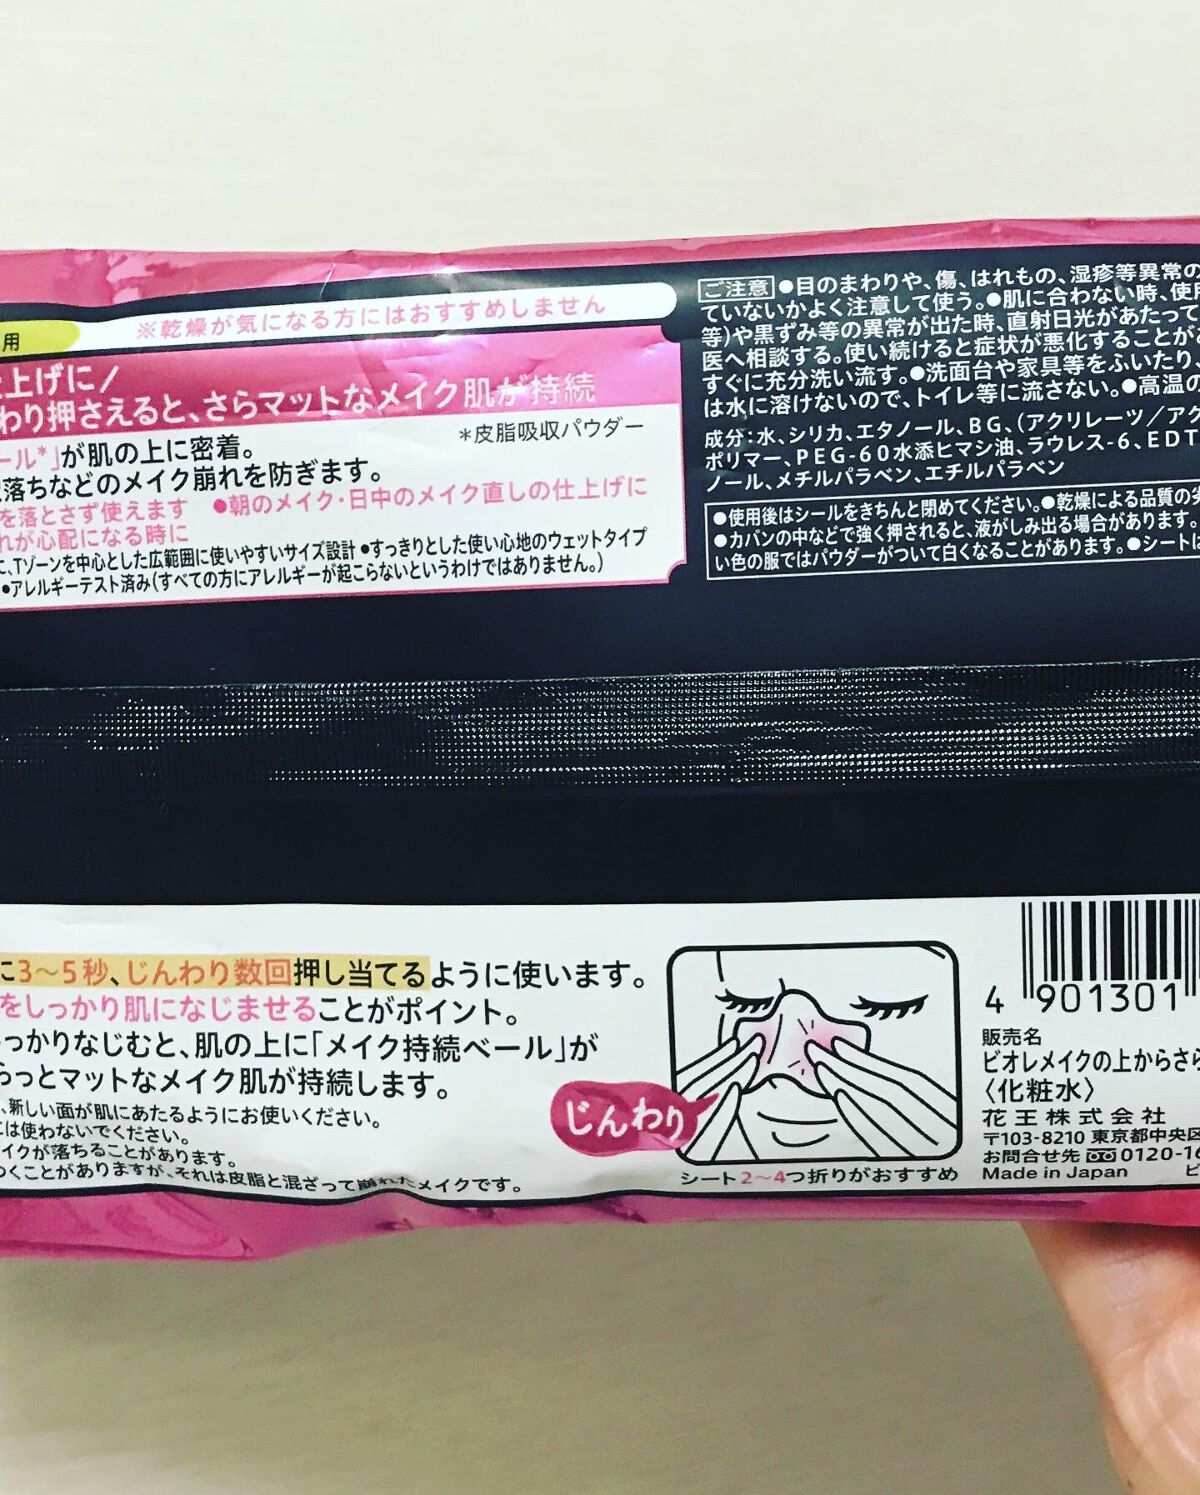 用
※乾燥が気になる方にはおすすめしません
上げに/
わり押さえると、さらマットなメイク肌が持続
*皮脂吸収パウダー
ール*」が肌の上に密着。
落ちなどのメイク崩れを防ぎます。
を落とさず使えます ●朝のメイク・日中のメイク直しの仕上げに
れが心配になる時に
に、Tゾーンを中心とした広範囲に使いやすいサイズ設計 ●すっきりとした使い心地のウェットタイプ
●アレルギーテスト済み(すべての方にアレルギーが起こらないというわけではありません。)
ご注意 ●目のまわりや、傷、はれもの、湿疹等異常の
ていないかよく注意して使う。●肌に合わない時、使用
等)や黒ずみ等の異常が出た時、直射日光があたって
医へ相談する。使い続けると症状が悪化することが
すぐに充分洗い流す。●洗面台や家具等をふいたり
は水に溶けないので、トイレ等に流さない。●高温の
成分:水、シリカ、エタノール、BG、(アクリレーツ/アク
ポリマー、PEG-60水添ヒマシ油、ラウレス-6、EDT
ノール、メチルパラベン、エチルパラベン
●使用後はシールをきちんと閉めてください。●乾燥による品質の劣
●カバンの中などで強く押されると、液がしみ出る場合があります。
い色の服ではパウダーがついて白くなることがあります。●シートは
に3〜5秒、じんわり数回押し当てるように使います。
をしっかり肌になじませることがポイント。
っかりなじむと、肌の上に「メイク持続ベール」が
らっとマットなメイク肌が持続します。
、新しい面が肌にあたるようにお使いください。
には使わないでください。
イクが落ちることがあります。
つくことがありますが、それは皮脂と混ざって崩れたメイクです。
じんわり
シート2〜4つ折りがおすすめ
4 901301
販売名
ビオレメイクの上からさら
〈化粧水〉
花王株式会社
〒103-8210 東京都中央区
お問合せ先 0120-16
Made in Japan ビ